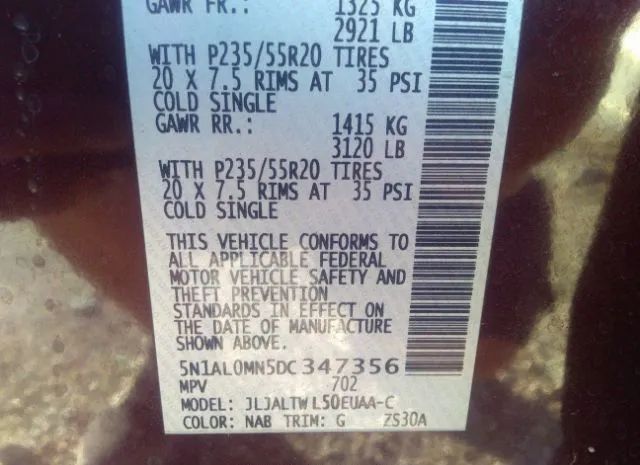 GAWR FR.: 1325 KG
2921 LB
WITH P235/55R20 TIRES
20 X 7.5 RIMS AT 35 PSI
COLD SINGLE
GAWR RR.: 1415 KG
3120 LB
WITH P235/55R20 TIRES
20 X 7.5 RIMS AT 35 PSI
COLD SINGLE
THIS VEHICLE CONFORMS TO
ALL APPLICABLE FEDERAL
MOTOR VEHICLE SAFETY AND
THEFT PREVENTION
STANDARDS IN EFFECT ON
THE DATE OF MANUFACTURE
SHOWN ABOVE.
5N1AL0MN5DC347356
MPV 702
MODEL: JLJALTWL50EUAA-C
COLOR: NAB TRIM: G ZS30A